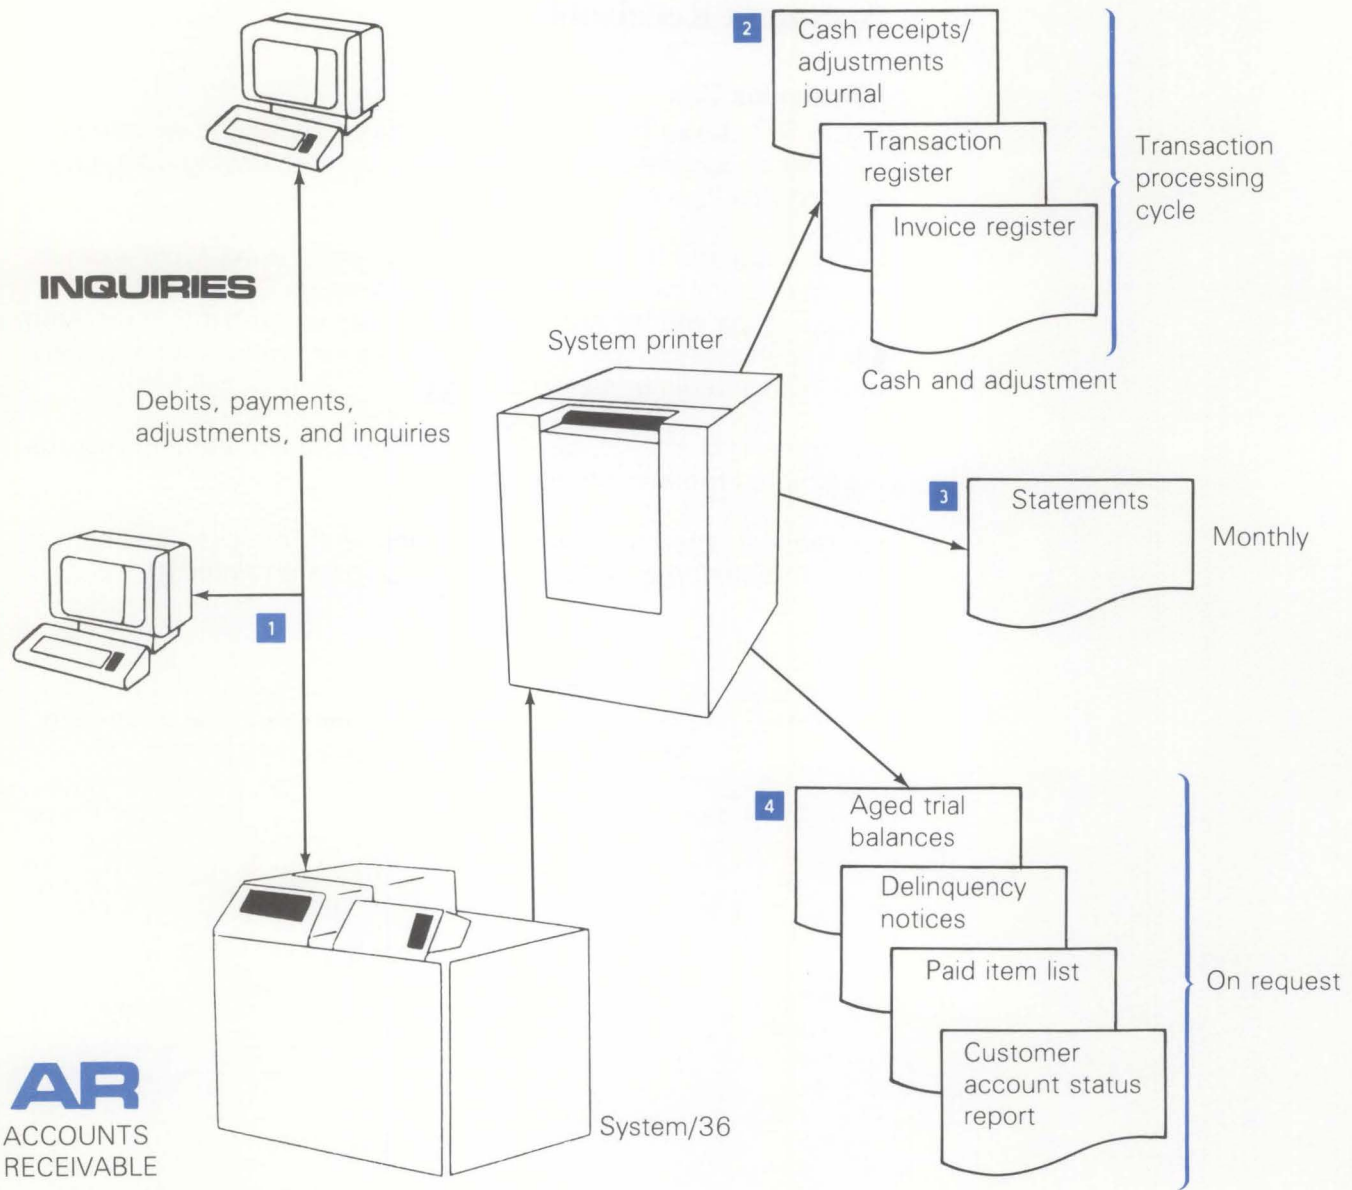 2
Cash receipts/
adjustments
journal
Transaction
register
Invoice register
Transaction
processing
cycle
Cash and adjustment
INQUIRIES
System printer
Debits, payments,
adjustments, and inquiries
1
3
Statements
Monthly
4
Aged trial
balances
Delinquency
notices
Paid item list
Customer
account status
report
On request
System/36
AR
ACCOUNTS
RECEIVABLE